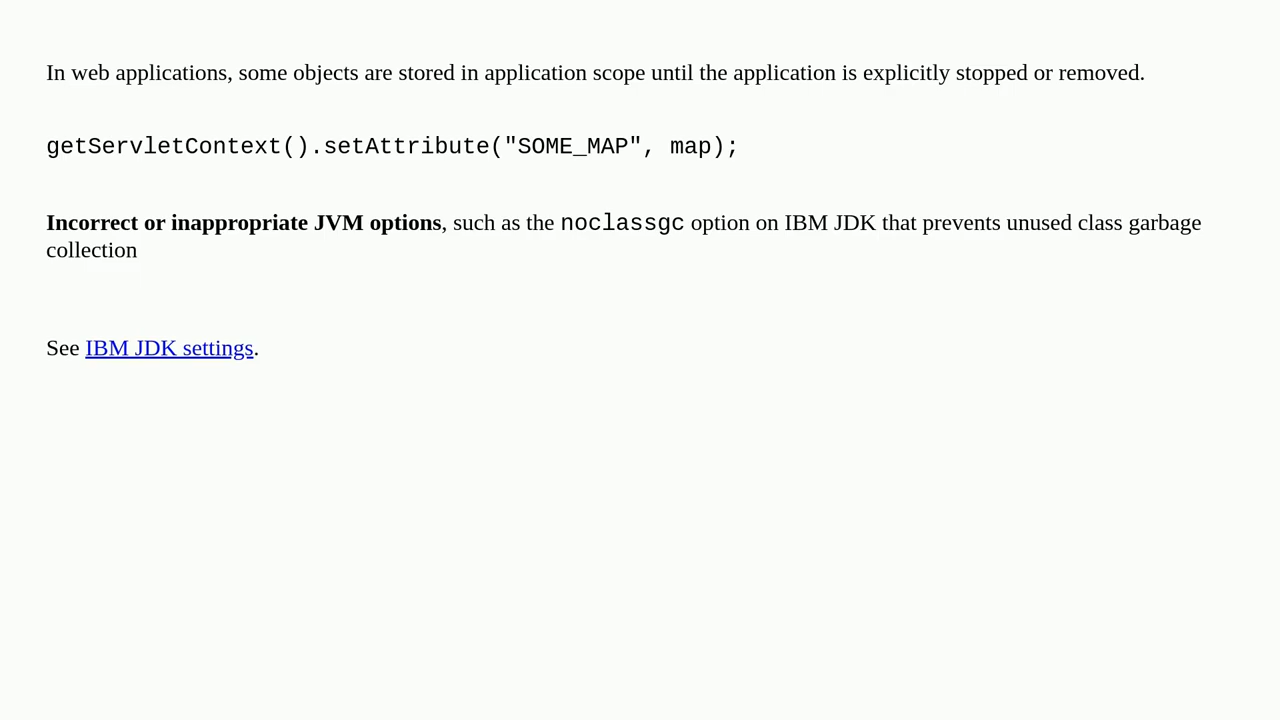 In web applications, some objects are stored in application scope until the application is explicitly stopped or removed.
getServletContext().setAttribute("SOME_MAP", map);
Incorrect or inappropriate JVM options, such as the noclassgc option on IBM JDK that prevents unused class garbage
collection
See IBM JDK settings.